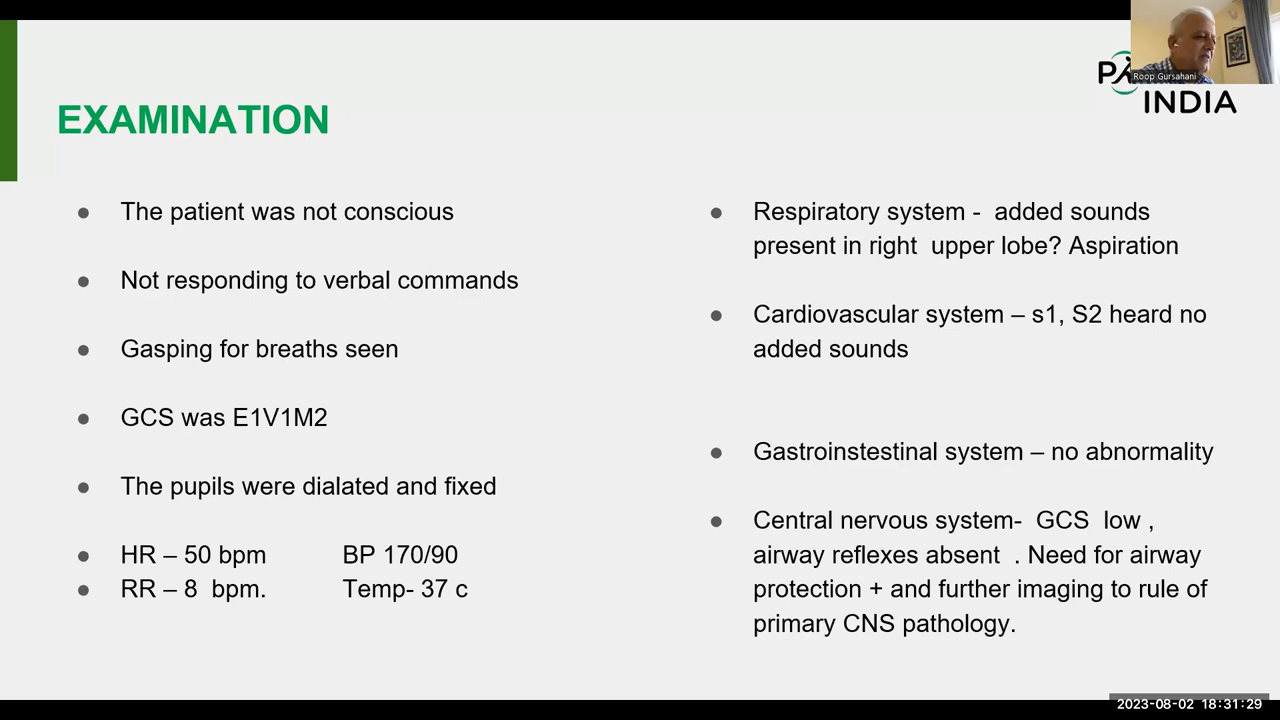 Roop Gursahani
INDIA
EXAMINATION
The patient was not conscious
Not responding to verbal commands
Gasping for breaths seen
GCS was E1V1M2
The pupils were dialated and fixed
HR – 50 bpm BP 170/90
RR – 8 bpm. Temp- 37 c
Respiratory system - added sounds
present in right upper lobe? Aspiration
Cardiovascular system – s1, S2 heard no
added sounds
Gastroinstestinal system – no abnormality
Central nervous system- GCS low ,
airway reflexes absent . Need for airway
protection + and further imaging to rule of
primary CNS pathology.
2023-08-02 18:31:29